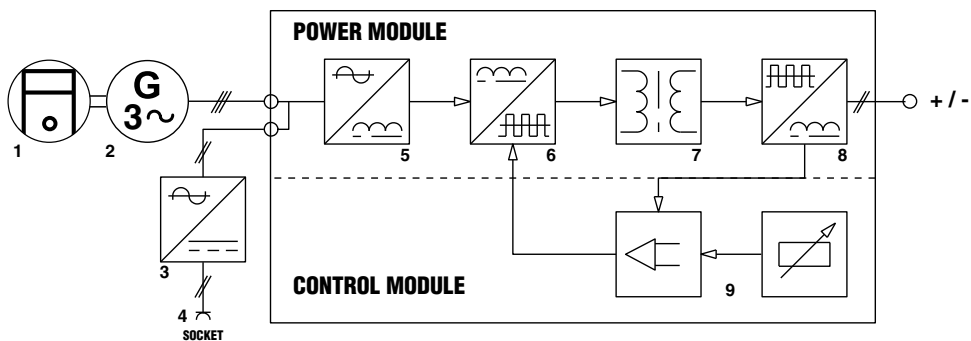 POWER MODULE
G
3~
+ / -
1
2
5
6
7
8
3
9
CONTROL MODULE
4
SOCKET